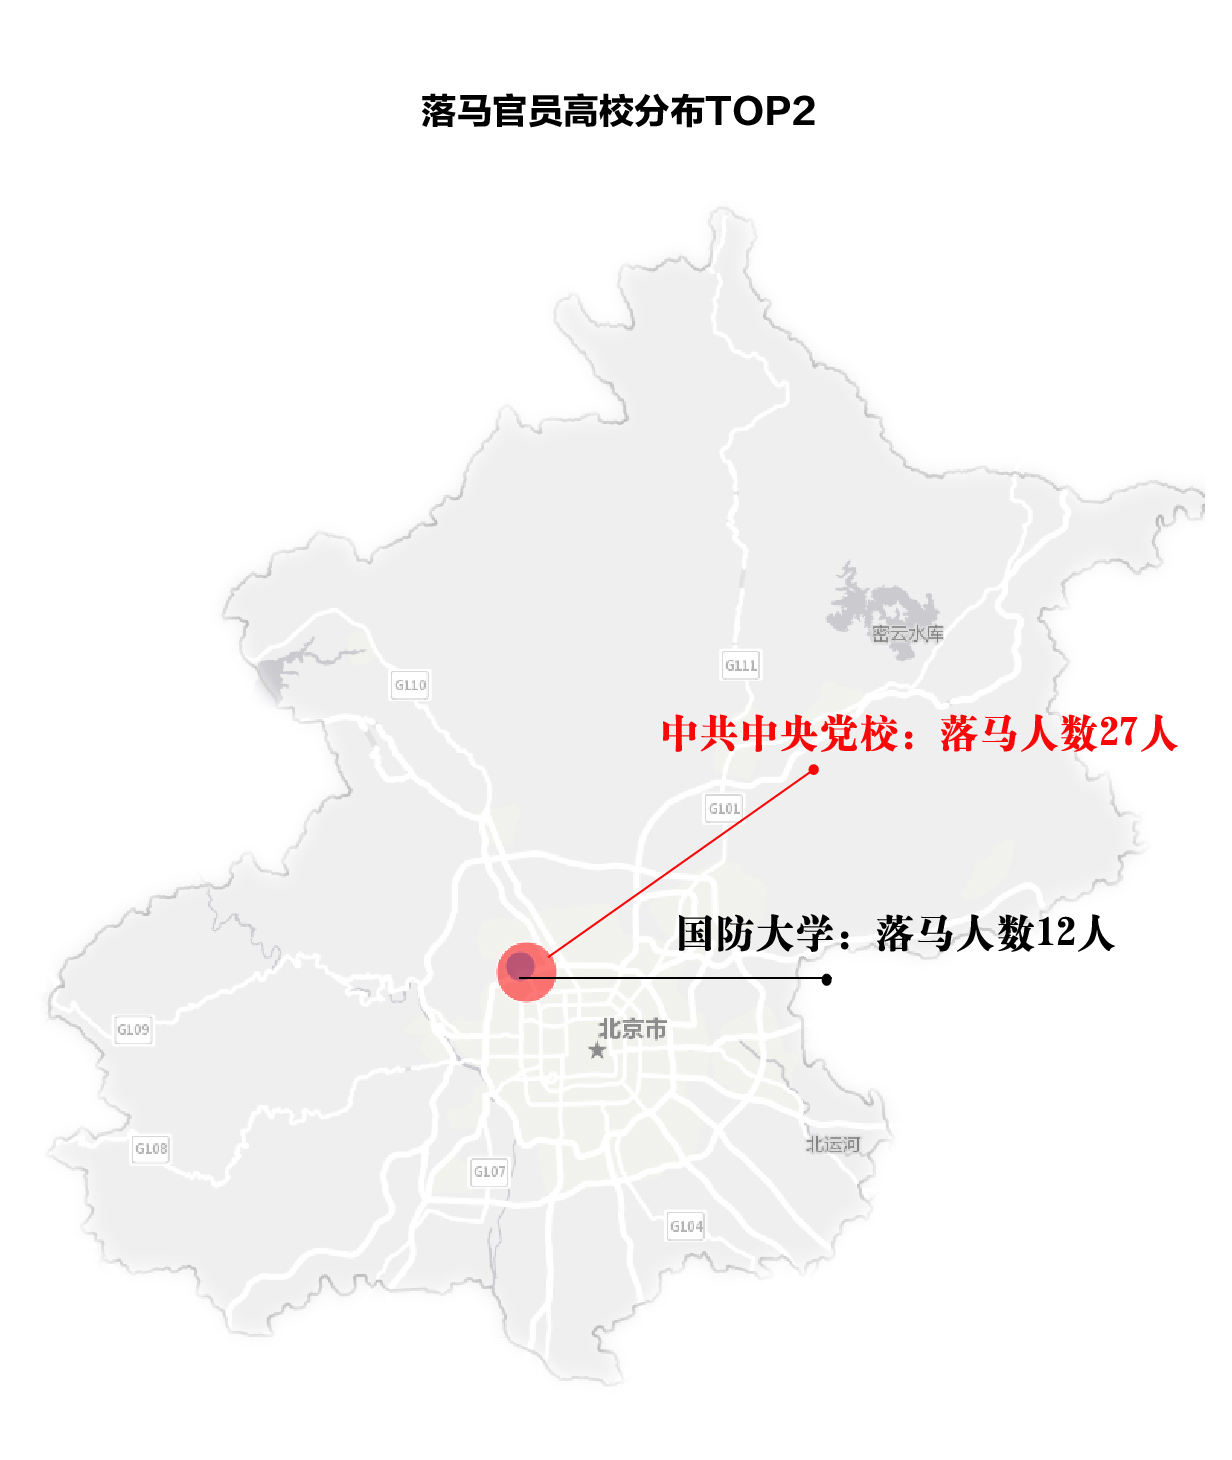 落马官员高校分布TOP2
密云水库
G111
G110
中共中央党校：落马人数27人
G101
国防大学：落马人数12人
北京市
G109
北运河
G108
G107
G104